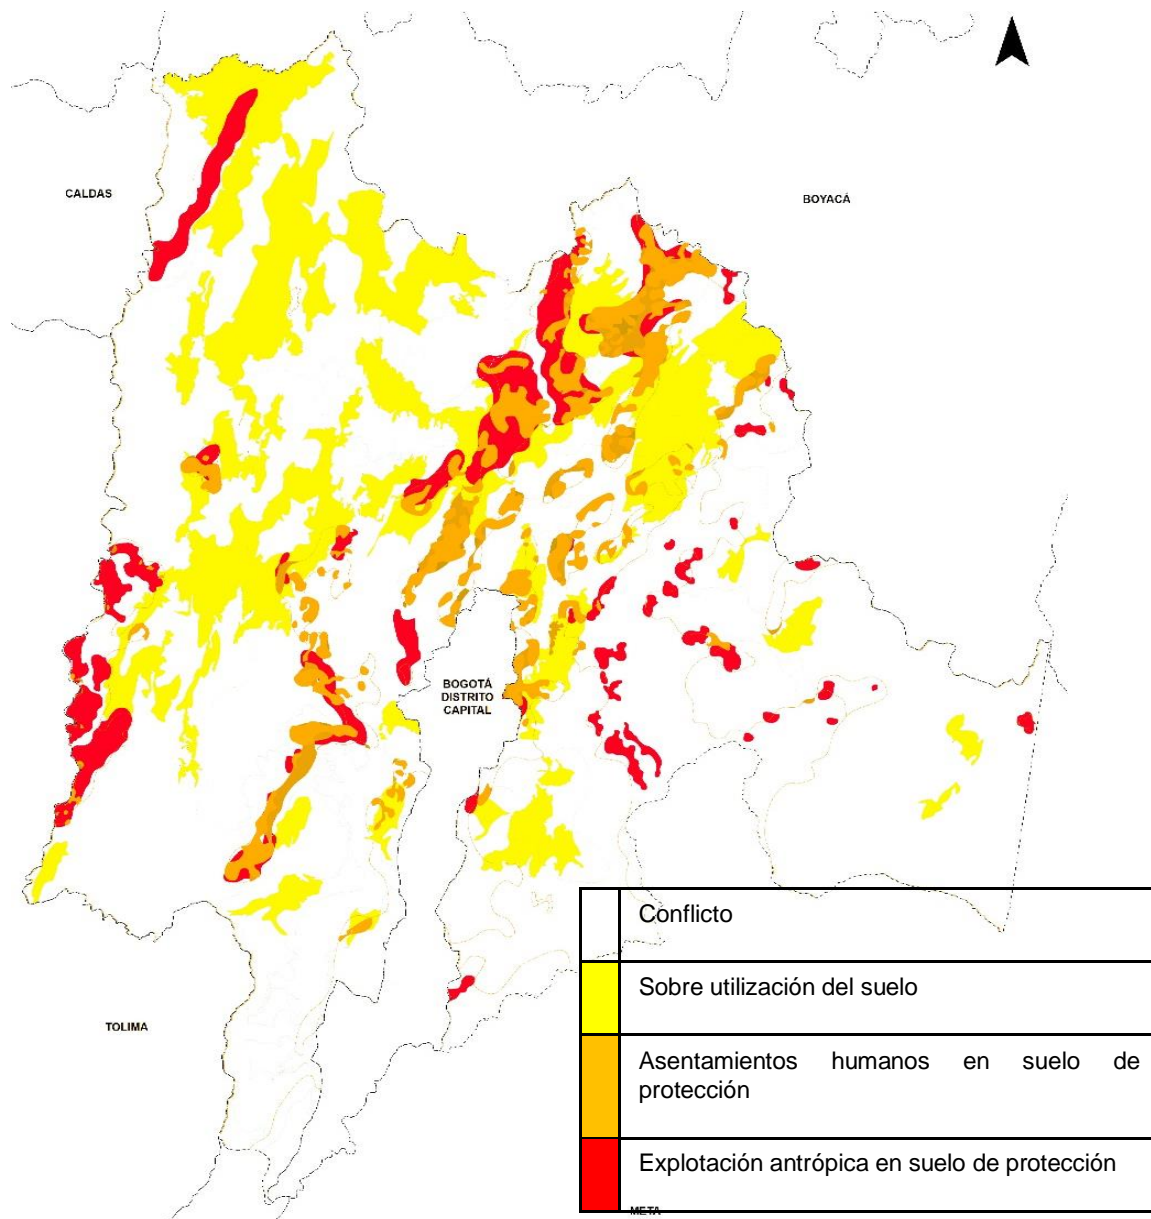 CALDAS
BOYACÁ
BOGOTÁ
DISTRITO
CAPITAL
TOLIMA
Conflicto
Sobre utilización del suelo
Asentamientos humanos en suelo de
protección
Explotación antrópica en suelo de protección
META